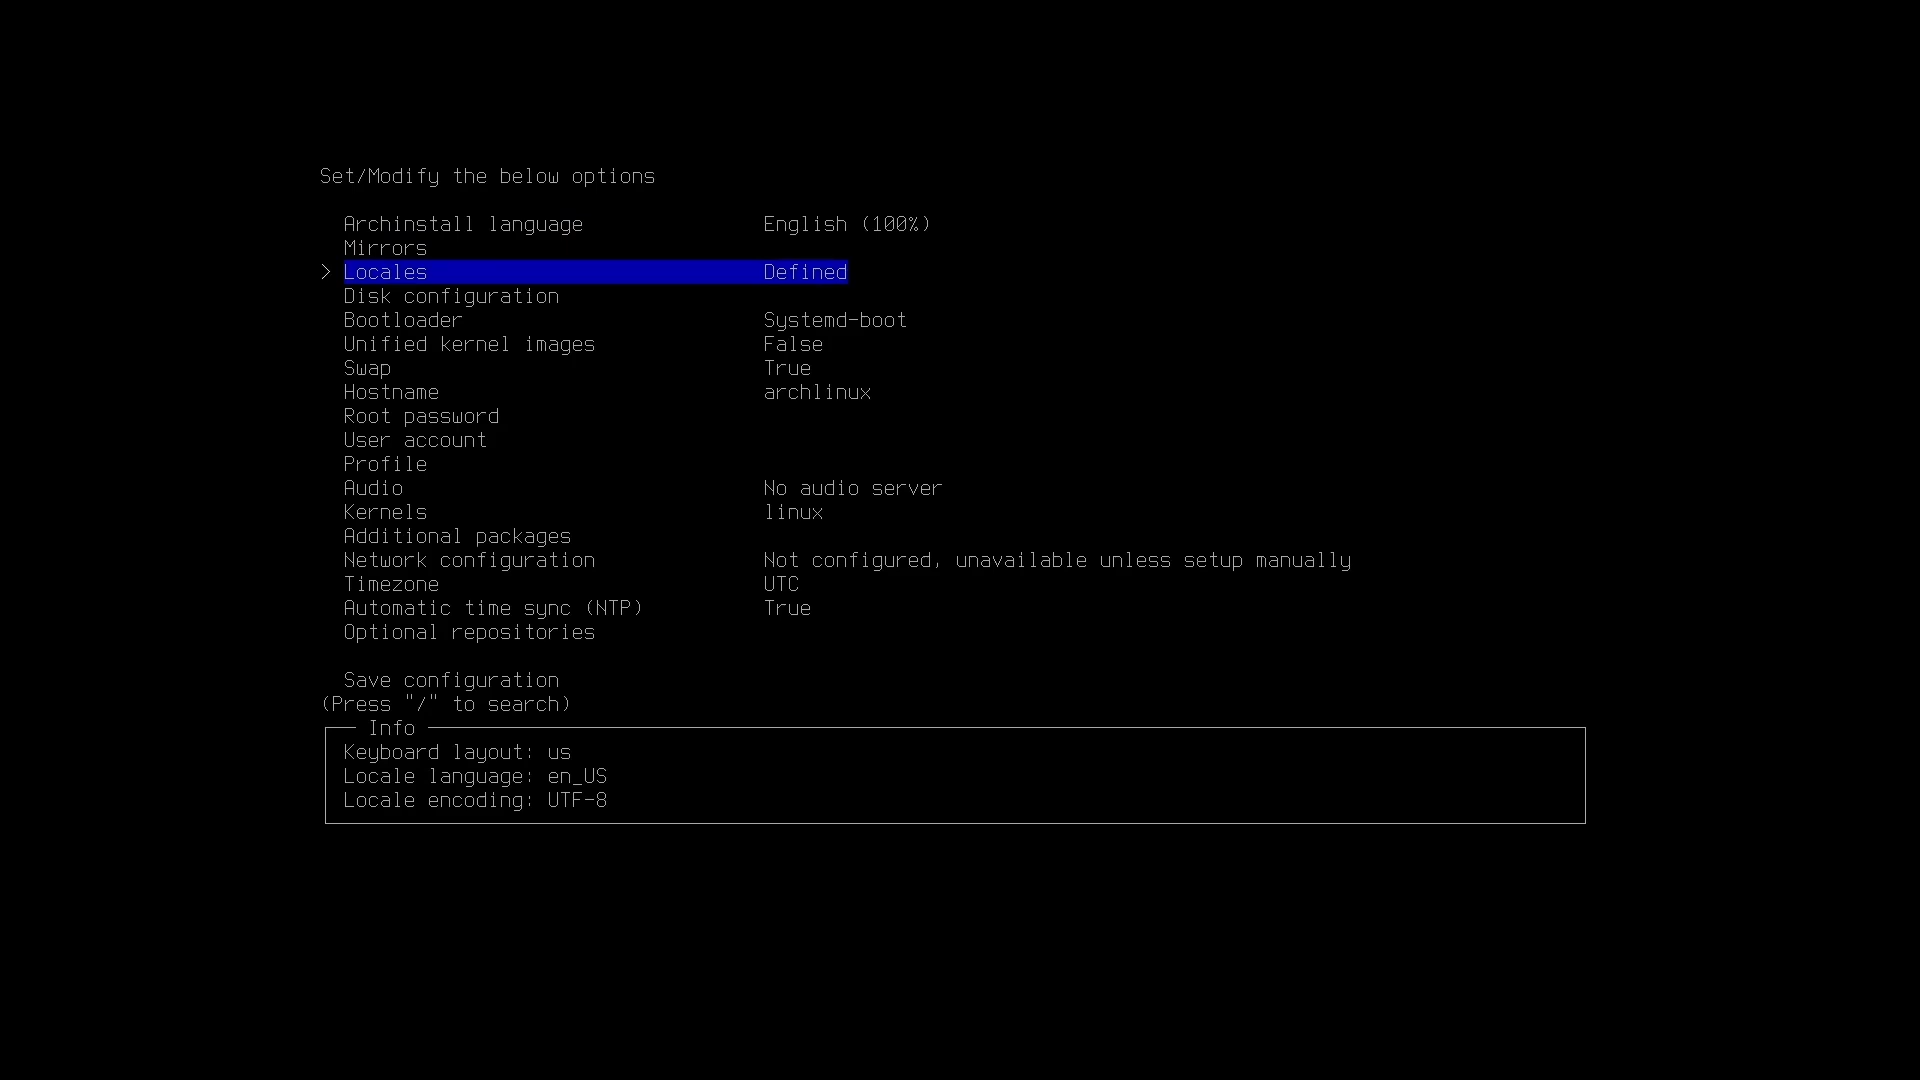 Set/Modify the below options
Archinstall language English (100%)
Mirrors
> Locales Defined
Disk configuration
Bootloader Systemd-boot
Unified kernel images False
Swap True
Hostname archlinux
Root password
User account
Profile
Audio No audio server
Kernels linux
Additional packages
Network configuration Not configured, unavailable unless setup manually
Timezone UTC
Automatic time sync (NTP) True
Optional repositories
Save configuration
(Press "/" to search)
Info
Keyboard layout: us
Locale language: en_US
Locale encoding: UTF-8